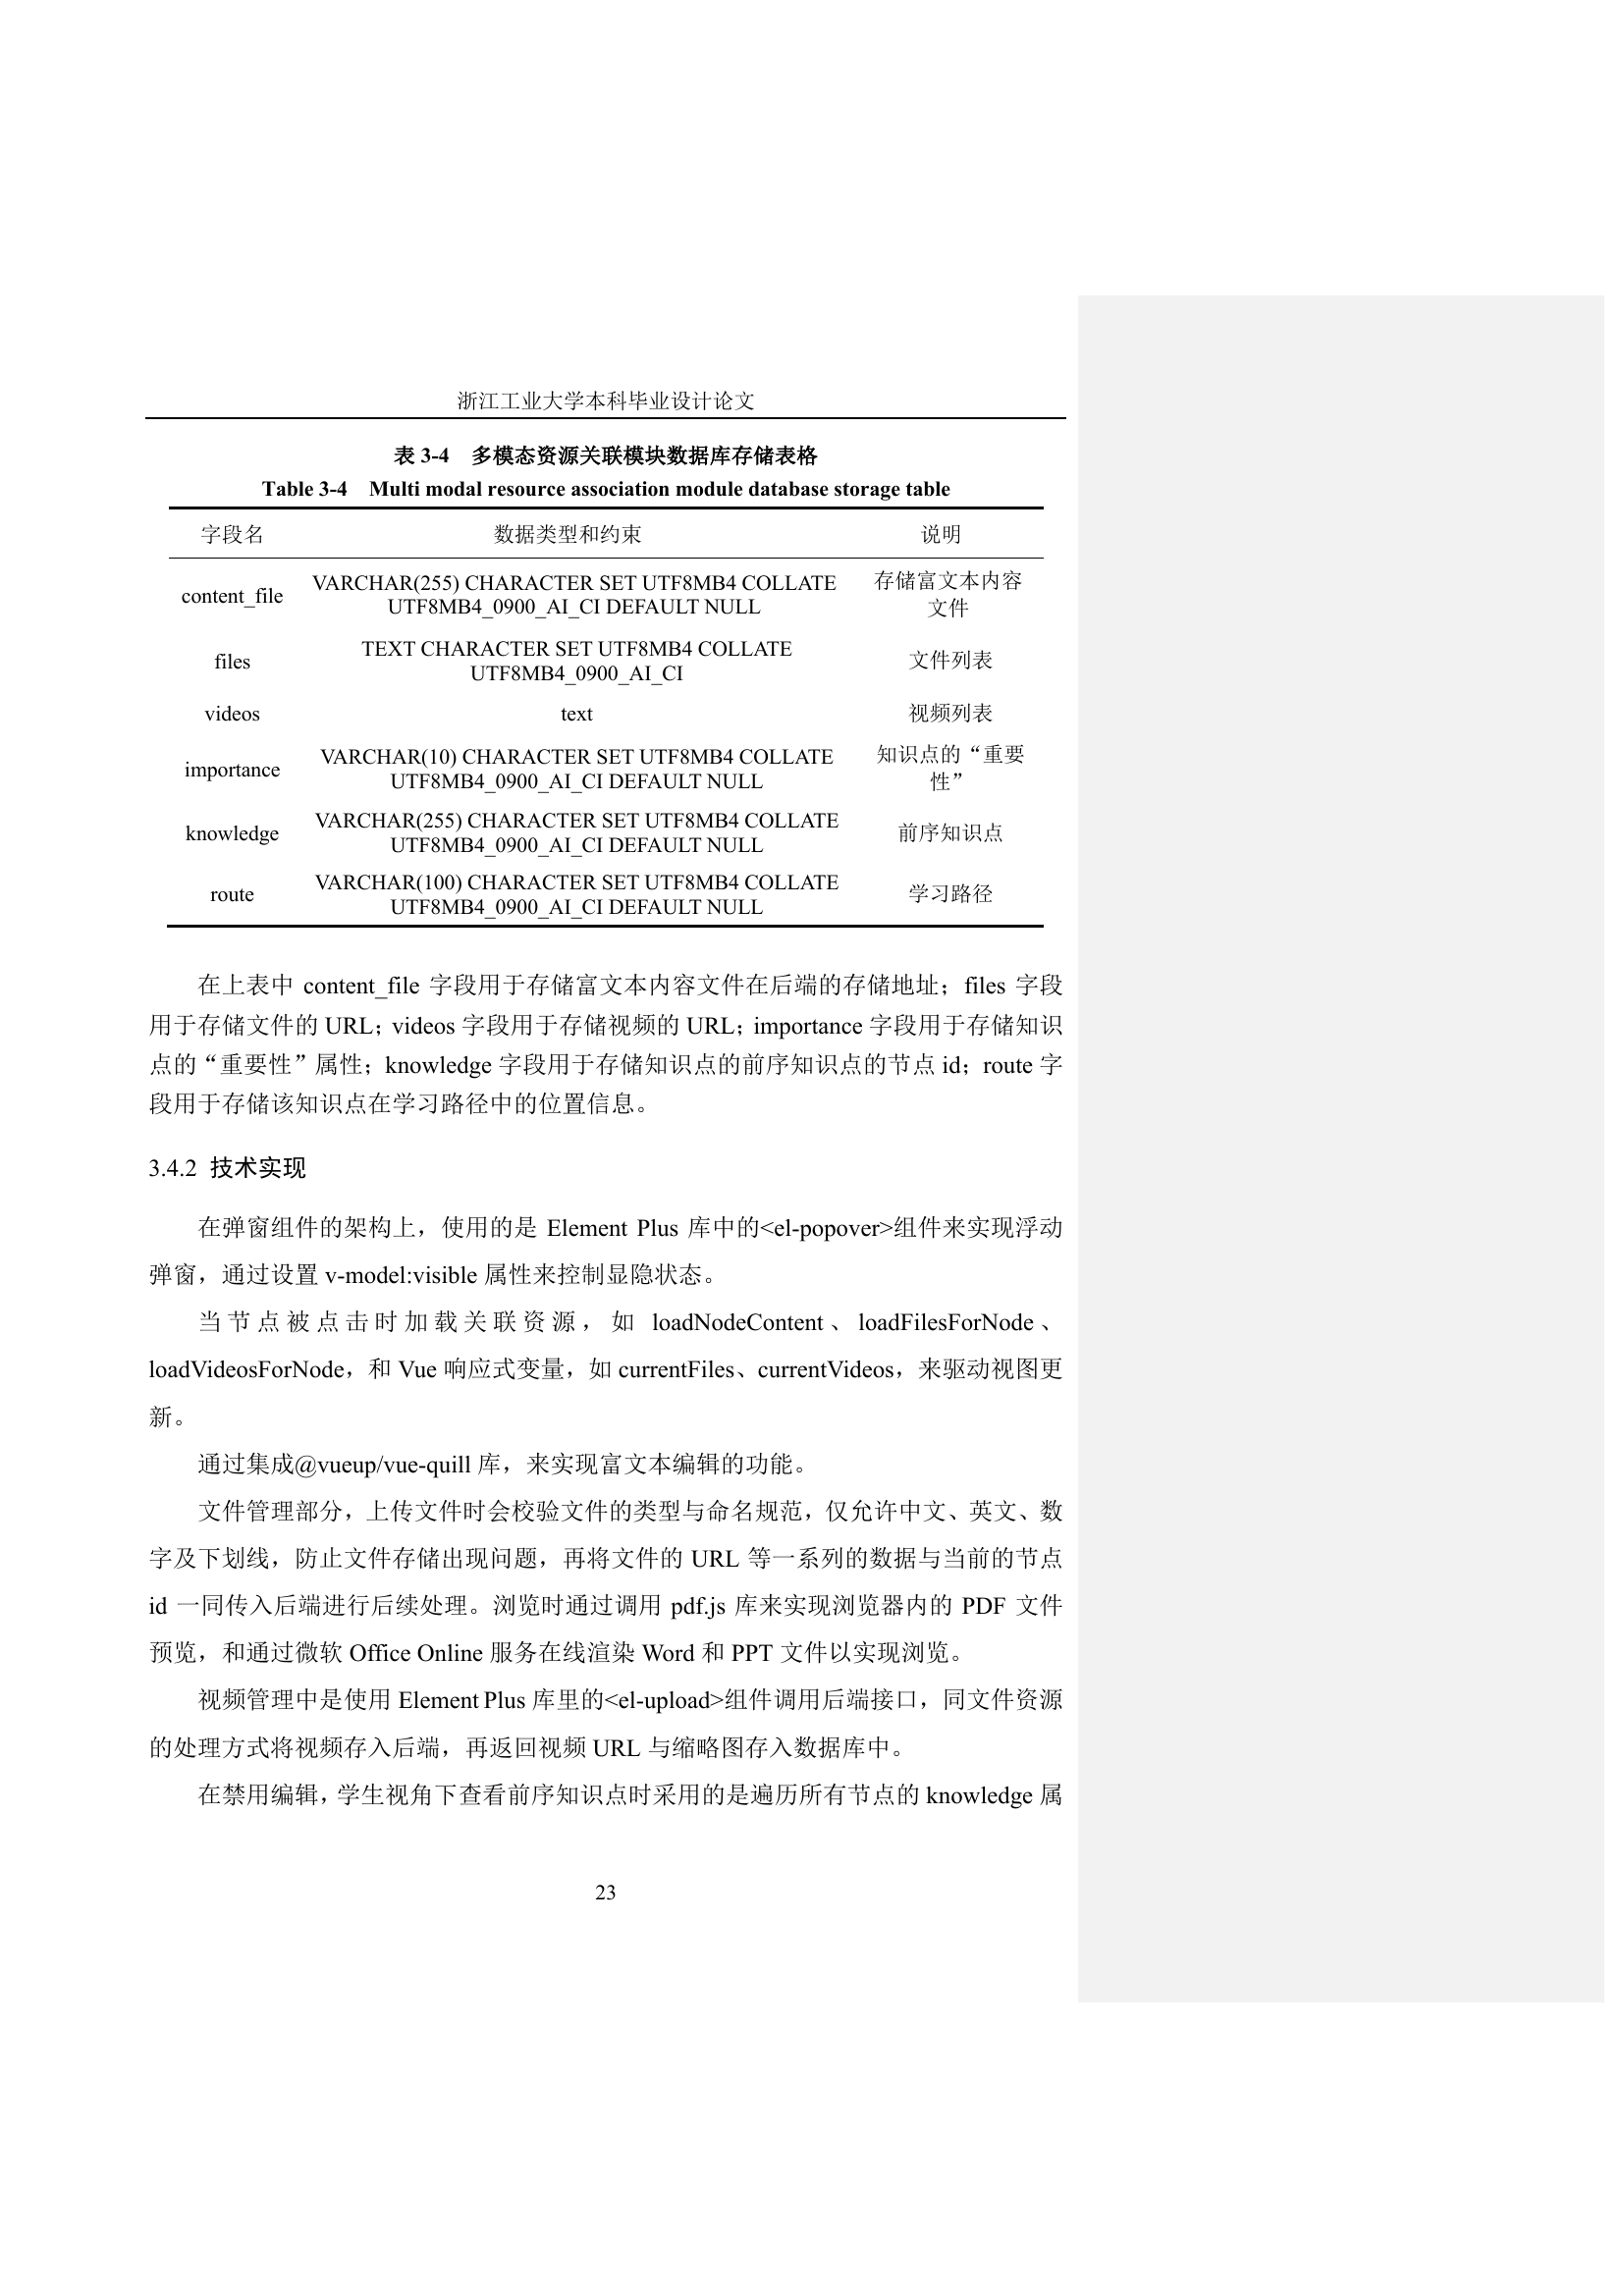 浙江工业大学本科毕业设计论文
表 3-4 多模态资源关联模块数据库存储表格
Table 3-4 Multi modal resource association module database storage table
字段名 数据类型和约束 说明
content_file VARCHAR(255) CHARACTER SET UTF8MB4 COLLATE UTF8MB4_0900_AI_CI DEFAULT NULL 存储富文本内容文件
files TEXT CHARACTER SET UTF8MB4 COLLATE UTF8MB4_0900_AI_CI 文件列表
videos text 视频列表
importance VARCHAR(10) CHARACTER SET UTF8MB4 COLLATE UTF8MB4_0900_AI_CI DEFAULT NULL 知识点的“重要性”
knowledge VARCHAR(255) CHARACTER SET UTF8MB4 COLLATE UTF8MB4_0900_AI_CI DEFAULT NULL 前序知识点
route VARCHAR(100) CHARACTER SET UTF8MB4 COLLATE UTF8MB4_0900_AI_CI DEFAULT NULL 学习路径
在上表中 content_file 字段用于存储富文本内容文件在后端的存储地址；files 字段
用于存储文件的 URL；videos 字段用于存储视频的 URL；importance 字段用于存储知识
点的“重要性”属性；knowledge 字段用于存储知识点的前序知识点的节点 id；route 字
段用于存储该知识点在学习路径中的位置信息。
3.4.2 技术实现
在弹窗组件的架构上，使用的是 Element Plus 库中的<el-popover>组件来实现浮动
弹窗，通过设置 v-model:visible 属性来控制显隐状态。
当节点被点击时加载关联资源，如 loadNodeContent、loadFilesForNode、
loadVideosForNode，和 Vue 响应式变量，如 currentFiles、currentVideos，来驱动视图更
新。
通过集成@vueup/vue-quill 库，来实现富文本编辑的功能。
文件管理部分，上传文件时会校验文件的类型与命名规范，仅允许中文、英文、数
字及下划线，防止文件存储出现问题，再将文件的 URL 等一系列的数据与当前的节点
id 一同传入后端进行后续处理。浏览时通过调用 pdf.js 库来实现浏览器内的 PDF 文件
预览，和通过微软 Office Online 服务在线渲染 Word 和 PPT 文件以实现浏览。
视频管理中是使用 Element Plus 库里的<el-upload>组件调用后端接口，同文件资源
的处理方式将视频存入后端，再返回视频 URL 与缩略图存入数据库中。
在禁用编辑，学生视角下查看前序知识点时采用的是遍历所有节点的 knowledge 属
23